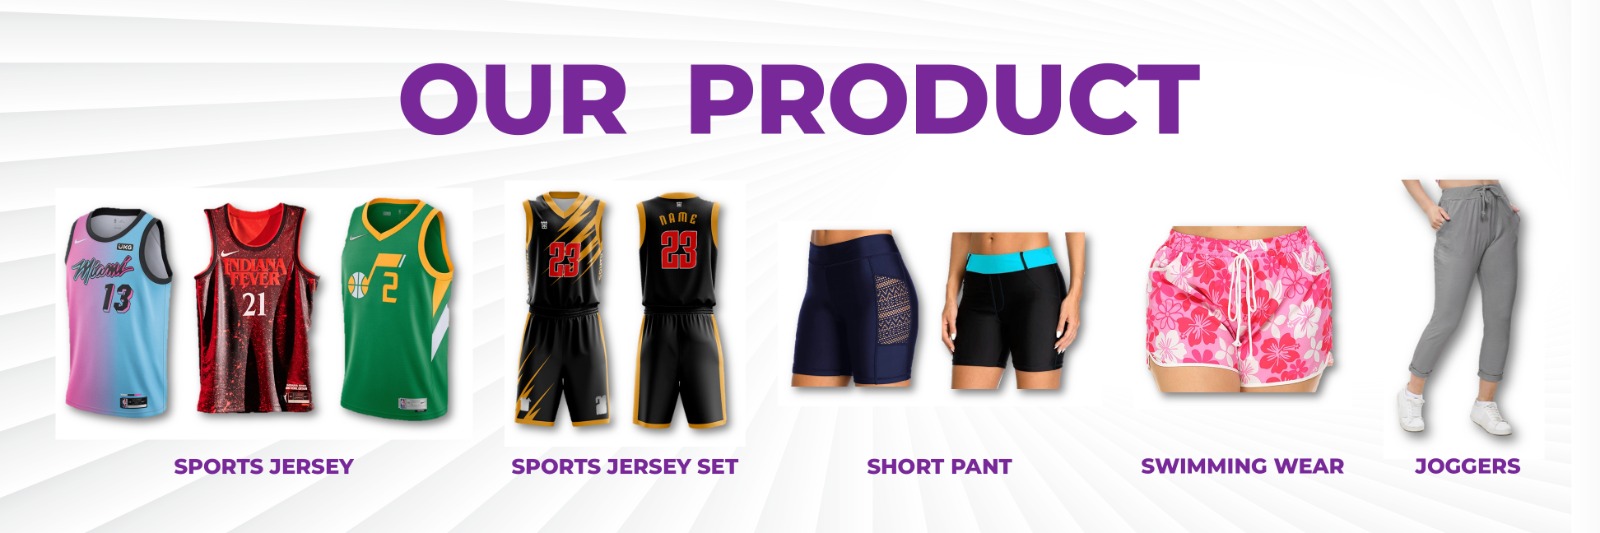 OUR PRODUCT
UKG
Miami
13
INDIANA
FEVER
21
2
23
NAME
23
SPORTS JERSEY
SPORTS JERSEY SET
SHORT PANT
SWIMMING WEAR
JOGGERS